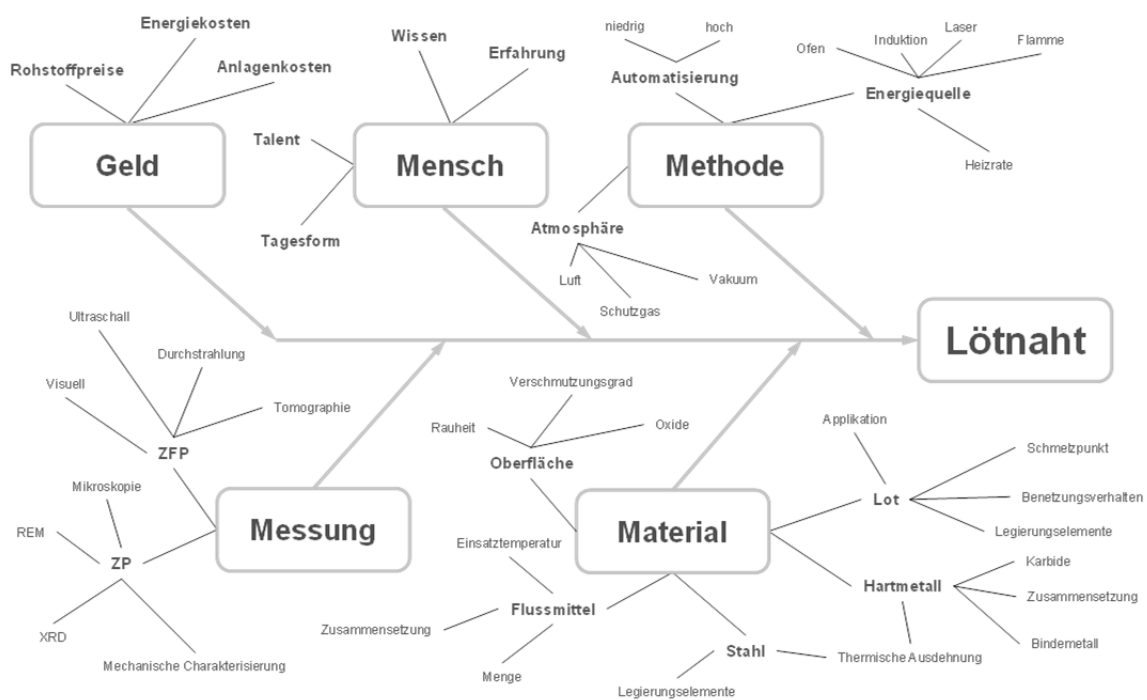 Energiekosten
Rohstoffpreise
Anlagenkosten
Geld
Wissen
Erfahrung
Talent
Tagesform
Mensch
niedrig
hoch
Automatisierung
Ofen
Induktion
Laser
Flamme
Energiequelle
Heizrate
Methode
Atmosphäre
Luft
Schutzgas
Vakuum
Lötnaht
Ultraschall
Durchstrahlung
Visuell
Tomographie
ZFP
Mikroskopie
REM
ZP
XRD
Mechanische Charakterisierung
Messung
Verschmutzungsgrad
Rauheit
Oxide
Oberfläche
Material
Einsatztemperatur
Flussmittel
Zusammensetzung
Menge
Stahl
Legierungselemente
Thermische Ausdehnung
Applikation
Lot
Schmelzpunkt
Benetzungsverhalten
Legierungselemente
Hartmetall
Karbide
Zusammensetzung
Bindemetall